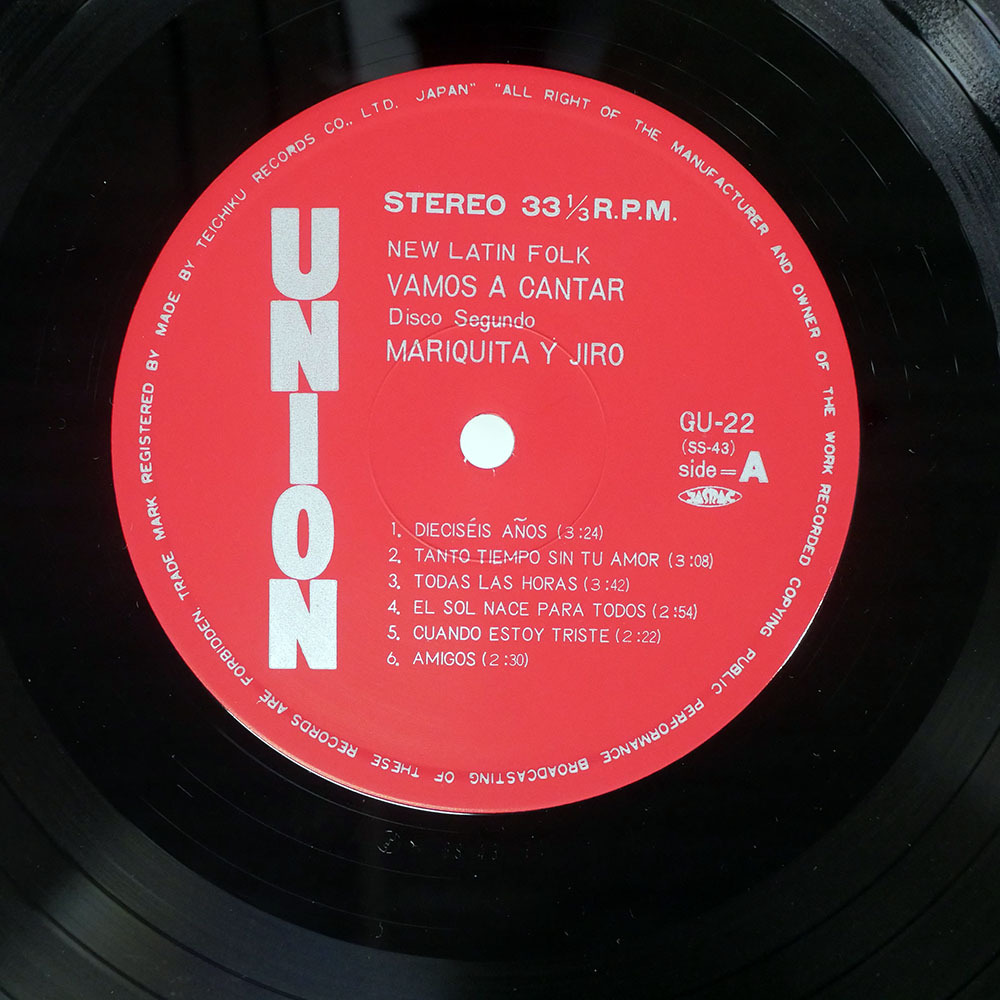 TRADE MARK REGISTERED BY MADE BY TEICHIKU RECORDS CO., LTD. JAPAN" "ALL RIGHT OF THE MANUFACTURER AND OWNER OF THE WORK RECORDED COPYING PUBLIC PERFORMANCE BROADCASTING OF THESE RECORDS ARE FORBIDDEN.
UNION
STEREO 33 1/3 R.P.M.
NEW LATIN FOLK
VAMOS A CANTAR
Disco Segundo
MARIQUITA Y JIRO
GU-22
(SS-43)
side=A
JASRAC
1. DIECISÉIS AÑOS (3:24)
2. TANTO TIEMPO SIN TU AMOR (3:08)
3. TODAS LAS HORAS (3:42)
4. EL SOL NACE PARA TODOS (2:54)
5. CUANDO ESTOY TRISTE (2:22)
6. AMIGOS (2:30)